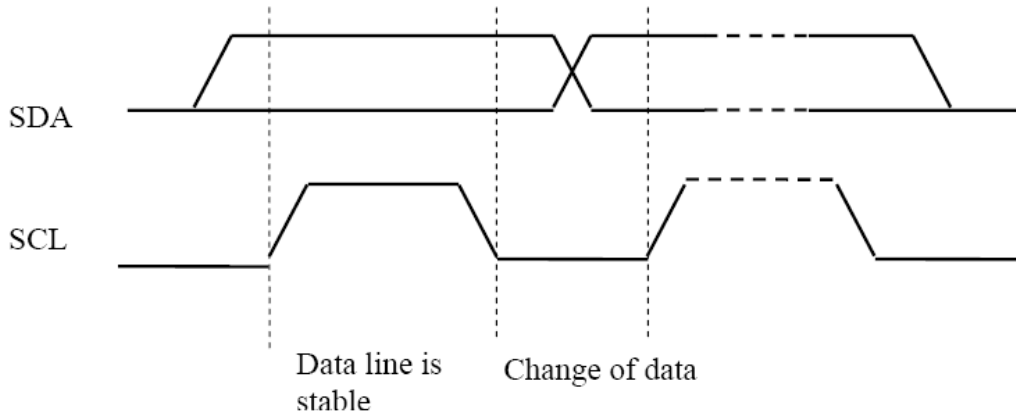 SDA
SCL
Data line is
stable
Change of data